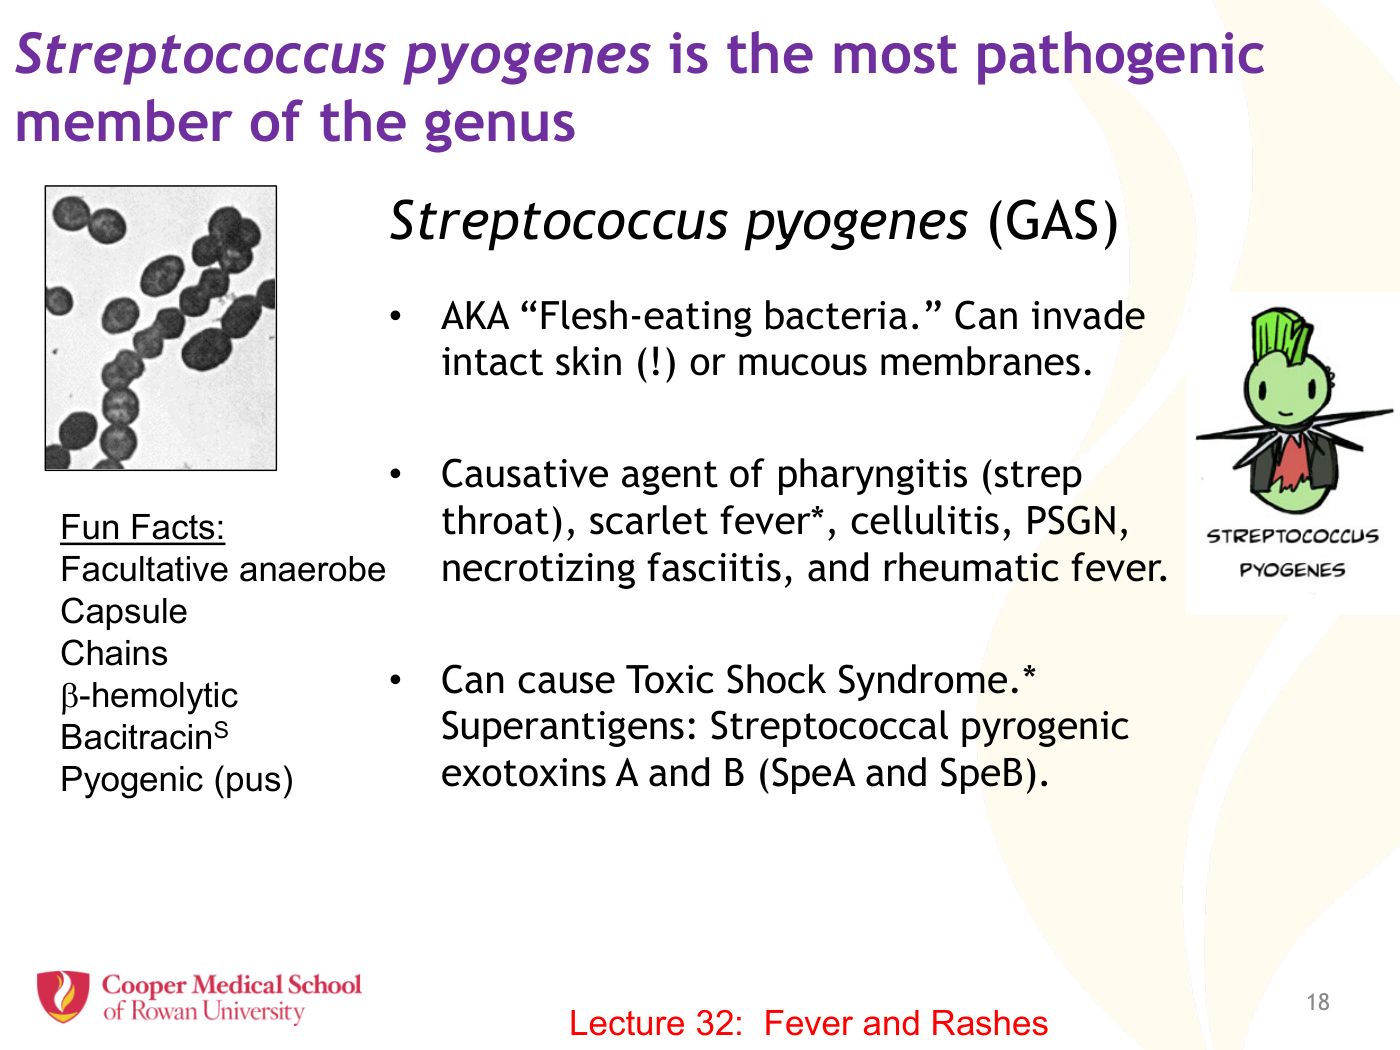 Streptococcus pyogenes is the most pathogenic
member of the genus
Streptococcus pyogenes (GAS)
• AKA “Flesh-eating bacteria.” Can invade
intact skin (!) or mucous membranes.
• Causative agent of pharyngitis (strep
throat), scarlet fever*, cellulitis, PSGN,
necrotizing fasciitis, and rheumatic fever.
• Can cause Toxic Shock Syndrome.*
Superantigens: Streptococcal pyrogenic
exotoxins A and B (SpeA and SpeB).
Fun Facts:
Facultative anaerobe
Capsule
Chains
β-hemolytic
BacitracinS
Pyogenic (pus)
STREPTOCOCCUS
PYOGENES
Cooper Medical School
of Rowan University
Lecture 32: Fever and Rashes
18